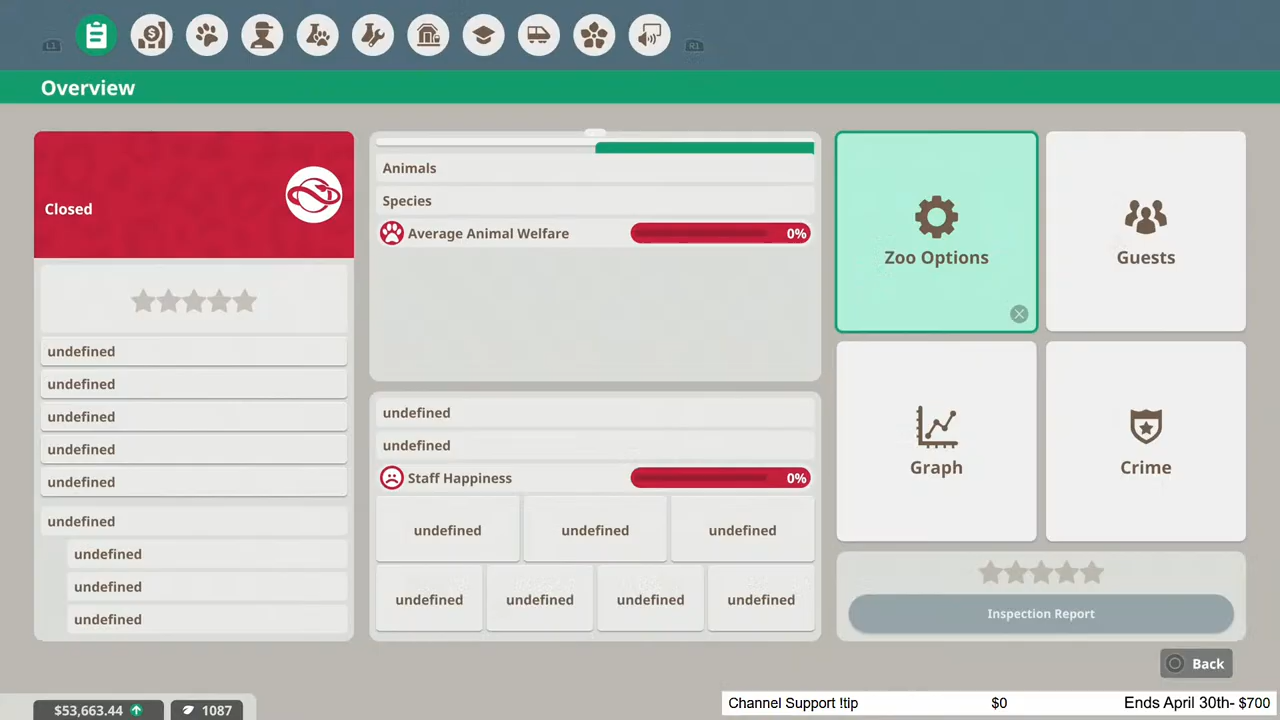 L1
R1
Overview
Closed
undefined
undefined
undefined
undefined
undefined
undefined
undefined
undefined
undefined
Animals
Species
Average Animal Welfare 0%
undefined
undefined
Staff Happiness 0%
undefined undefined undefined
undefined undefined undefined undefined
Zoo Options
Guests
Graph
Crime
Inspection Report
Back
$53,663.44 1087
Channel Support !tip $0 Ends April 30th- $700